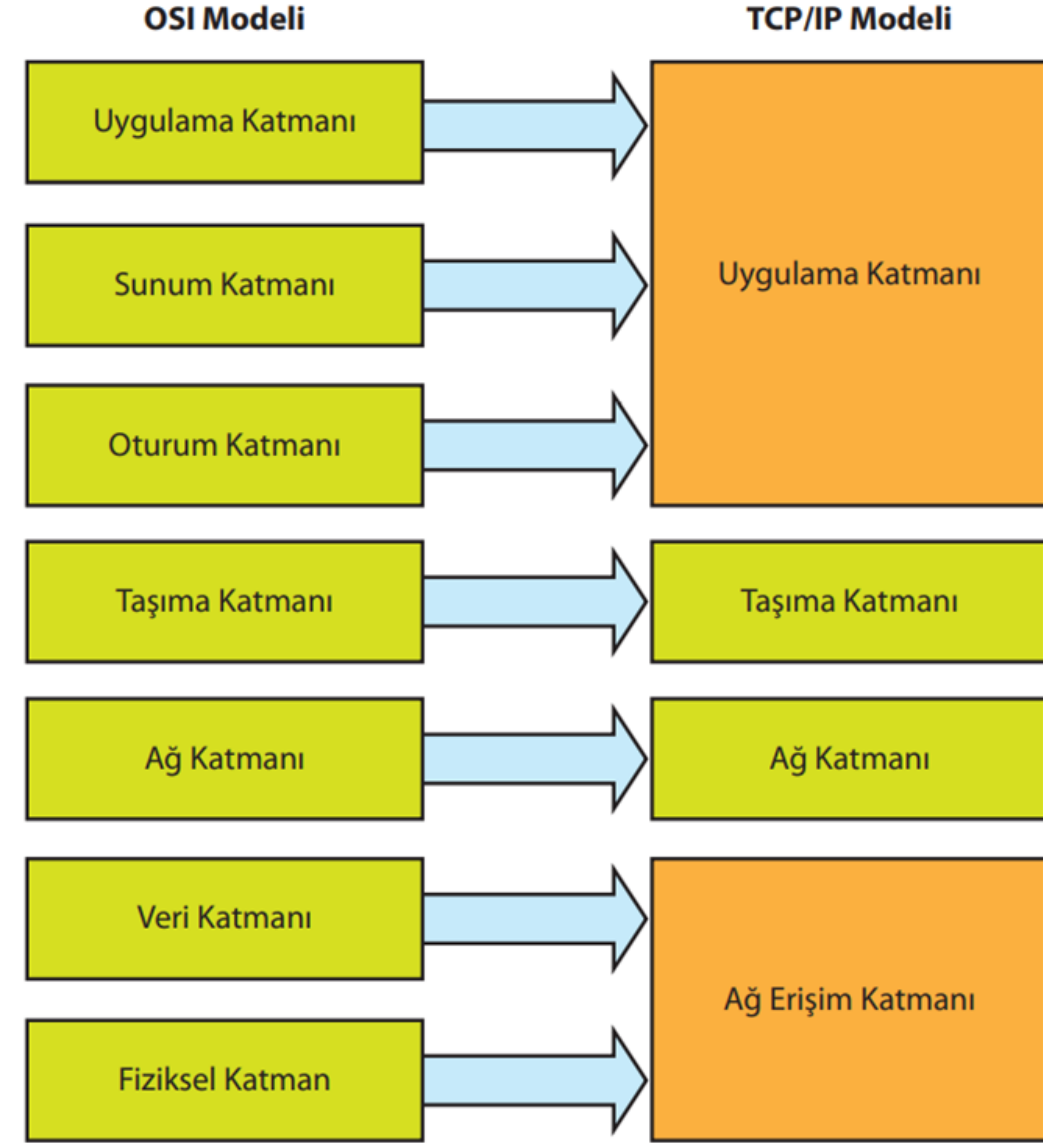 OSI Modeli
TCP/IP Modeli
Uygulama Katmanı
Sunum Katmanı
Uygulama Katmanı
Oturum Katmanı
Taşıma Katmanı
Taşıma Katmanı
Ağ Katmanı
Ağ Katmanı
Veri Katmanı
Ağ Erişim Katmanı
Fiziksel Katman